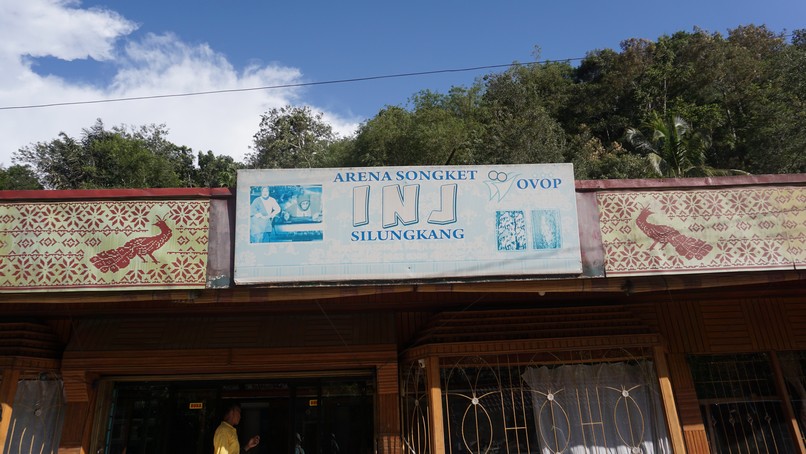 ARENA SONGKET
OVOP
INJ
SILUNGKANG